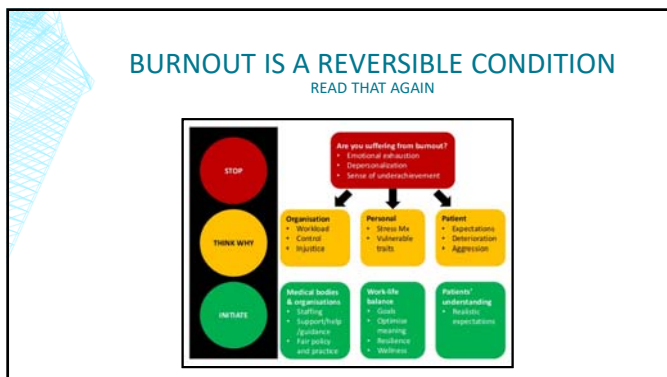 BURNOUT IS A REVERSIBLE CONDITION
READ THAT AGAIN
STOP
Are you suffering from burnout?
• Emotional exhaustion
• Depersonalization
• Sense of underachievement
THINK WHY
Organisation
• Workload
• Control
• Injustice
Personal
• Stress Mx
• Vulnerable
traits
Patient
• Expectations
• Deterioration
• Aggression
INITIATE
Medical bodies
& organisations
• Staffing
• Support/help
/guidance
• Fair policy
and practice
Work-life
balance
• Goals
• Optimise
meaning
• Resilience
• Wellness
Patients'
understanding
• Realistic
expectations